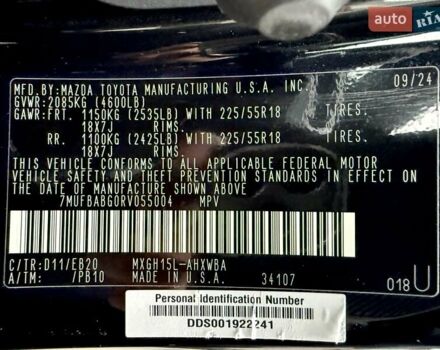 auto RIA
MFD.BY:MAZDA TOYOTA MANUFACTURING U.S.A. INC. 09/24
GVWR:2085KG (4600LB)
GAWR:FRT. 1150KG (2535LB) WITH 225/55R18 TIRES.
18X7J RIMS.
RR. 1100KG (2425LB) WITH 225/55R18 TIRES.
18X7J RIMS.
THIS VEHICLE CONFORMS TO ALL APPLICABLE FEDERAL MOTOR
VEHICLE SAFETY AND THEFT PREVENTION STANDARDS IN EFFECT ON
THE DATE OF MANUFACTURE SHOWN ABOVE.
7MUFBABG0RV055004 MPV
C/TR:D11/EB20 MXGH15L-AHXWBA
A/TM: /PB10 MADE IN U.S.A. 34107 018U
Personal Identification Number
DDS001922241